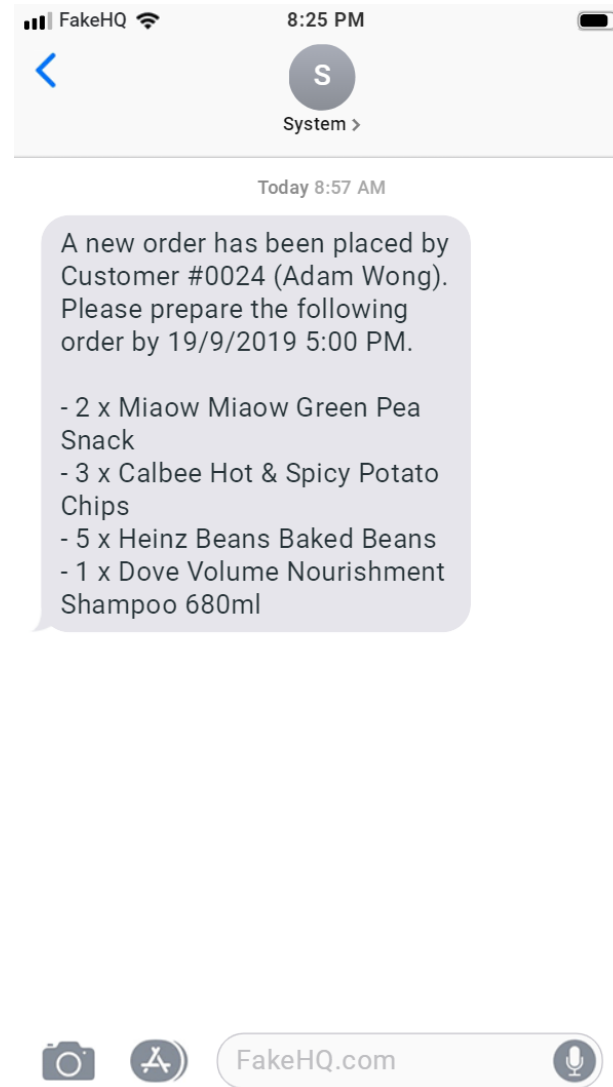 FakeHQ 8:25 PM
S
System >
Today 8:57 AM
A new order has been placed by
Customer #0024 (Adam Wong).
Please prepare the following
order by 19/9/2019 5:00 PM.
- 2 x Miaow Miaow Green Pea
Snack
- 3 x Calbee Hot & Spicy Potato
Chips
- 5 x Heinz Beans Baked Beans
- 1 x Dove Volume Nourishment
Shampoo 680ml
FakeHQ.com